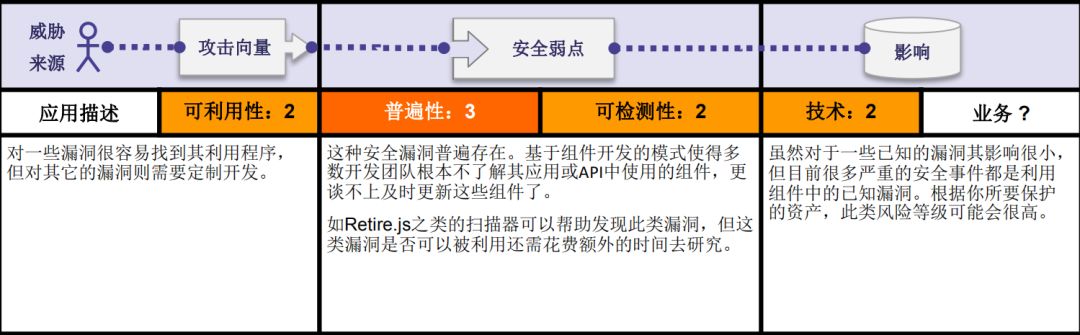 威胁
来源
攻击向量
安全弱点
影响
应用描述
可利用性：2
普遍性：3
可检测性：2
技术：2
业务 ?
对一些漏洞很容易找到其利用程序，
但对其它的漏洞则需要定制开发。
这种安全漏洞普遍存在。基于组件开发的模式使得多
数开发团队根本不了解其应用或API中使用的组件，更
谈不上及时更新这些组件了。
如Retire.js之类的扫描器可以帮助发现此类漏洞，但这
类漏洞是否可以被利用还需花费额外的时间去研究。
虽然对于一些已知的漏洞其影响很小，
但目前很多严重的安全事件都是利用
组件中的已知漏洞。根据你所要保护
的资产，此类风险等级可能会很高。